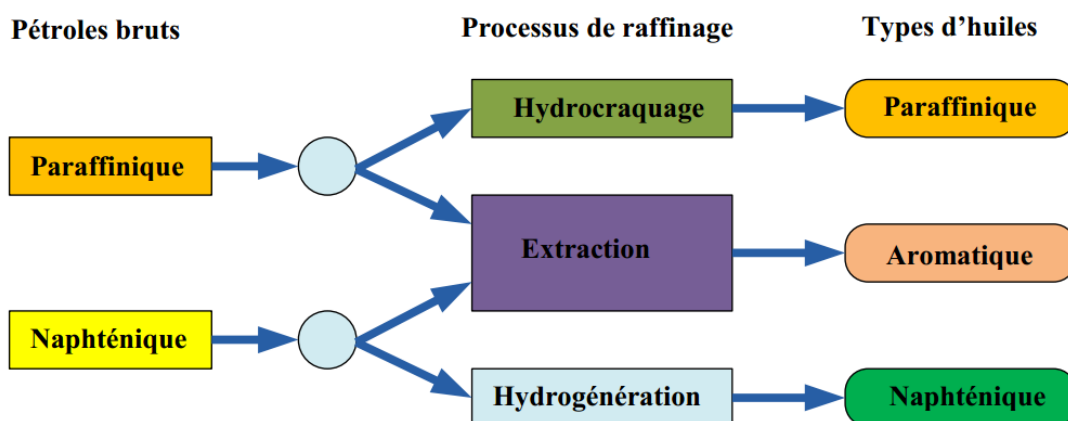 Pétroles bruts
Processus de raffinage
Types d’huiles
Hydrocraquage
Paraffinique
Paraffinique
Extraction
Aromatique
Naphténique
Hydrogénération
Naphténique